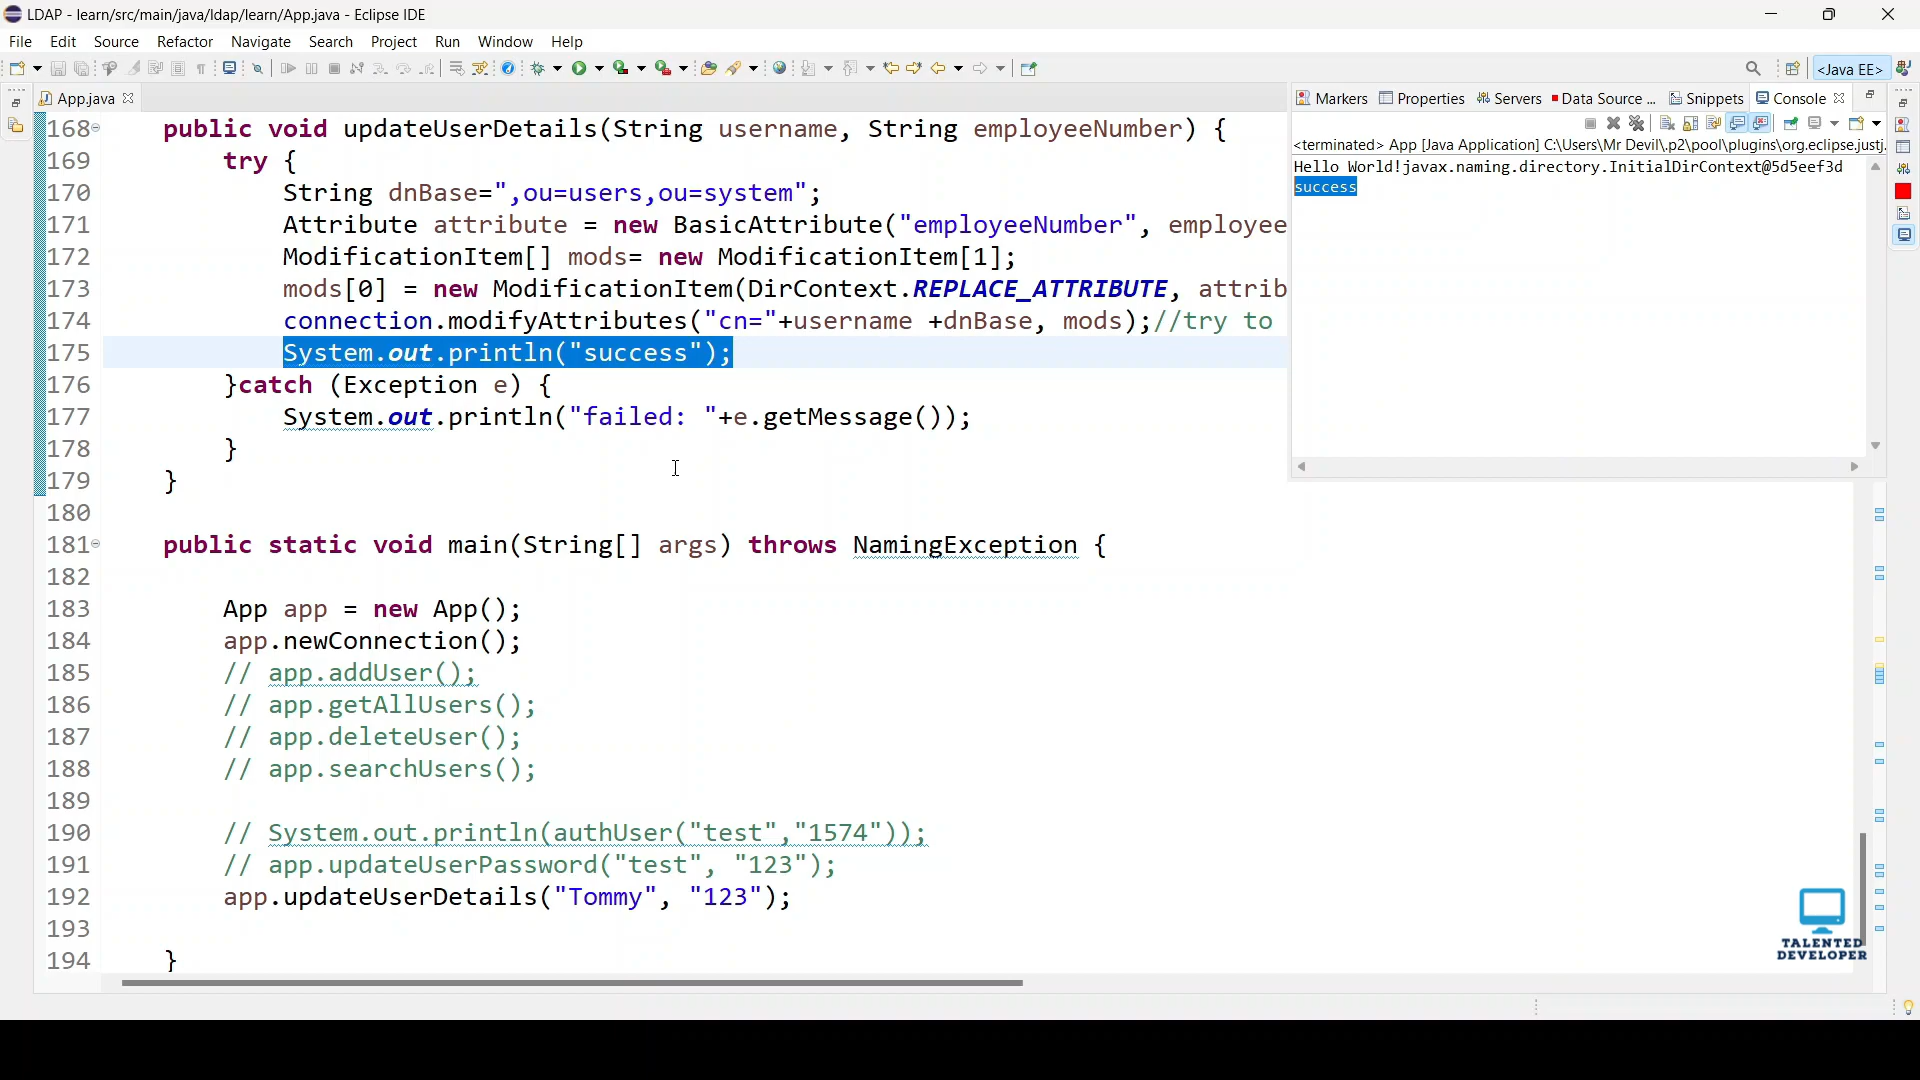 LDAP - learn/src/main/java/ldap/learn/App.java - Eclipse IDE
File Edit Source Refactor Navigate Search Project Run Window Help
<Java EE>
App.java
Markers Properties Servers Data Source ... Snippets Console
<terminated> App [Java Application] C:\Users\Mr Devil\.p2\pool\plugins\org.eclipse.justj.
Hello World!javax.naming.directory.InitialDirContext@5d5eef3d
success
168 public void updateUserDetails(String username, String employeeNumber) {
169 try {
170 String dnBase=",ou=users,ou=system";
171 Attribute attribute = new BasicAttribute("employeeNumber", employee
172 ModificationItem[] mods= new ModificationItem[1];
173 mods[0] = new ModificationItem(DirContext.REPLACE_ATTRIBUTE, attrib
174 connection.modifyAttributes("cn="+username +dnBase, mods);//try to
175 System.out.println("success");
176 }catch (Exception e) {
177 System.out.println("failed: "+e.getMessage());
178 }
179 }
180
181 public static void main(String[] args) throws NamingException {
182
183 App app = new App();
184 app.newConnection();
185 // app.addUser();
186 // app.getAllUsers();
187 // app.deleteUser();
188 // app.searchUsers();
189
190 // System.out.println(authUser("test","1574"));
191 // app.updateUserPassword("test", "123");
192 app.updateUserDetails("Tommy", "123");
193
194 }
TALENTED
DEVELOPER